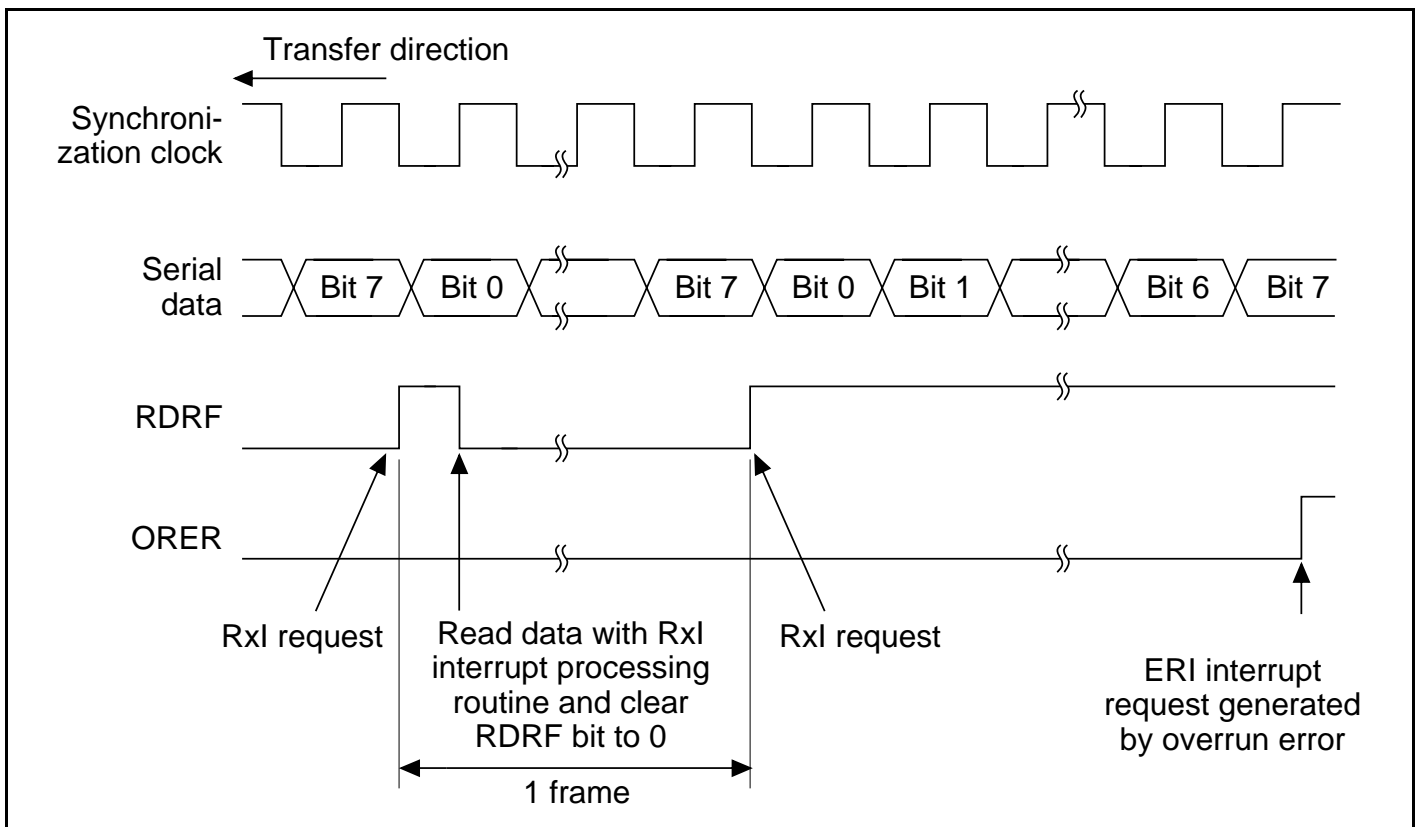 Transfer direction
Synchroni-
zation clock
Serial
data
Bit 7
Bit 0
Bit 7
Bit 0
Bit 1
Bit 6
Bit 7
RDRF
ORER
RxI request
Read data with RxI
interrupt processing
routine and clear
RDRF bit to 0
RxI request
ERI interrupt
request generated
by overrun error
1 frame